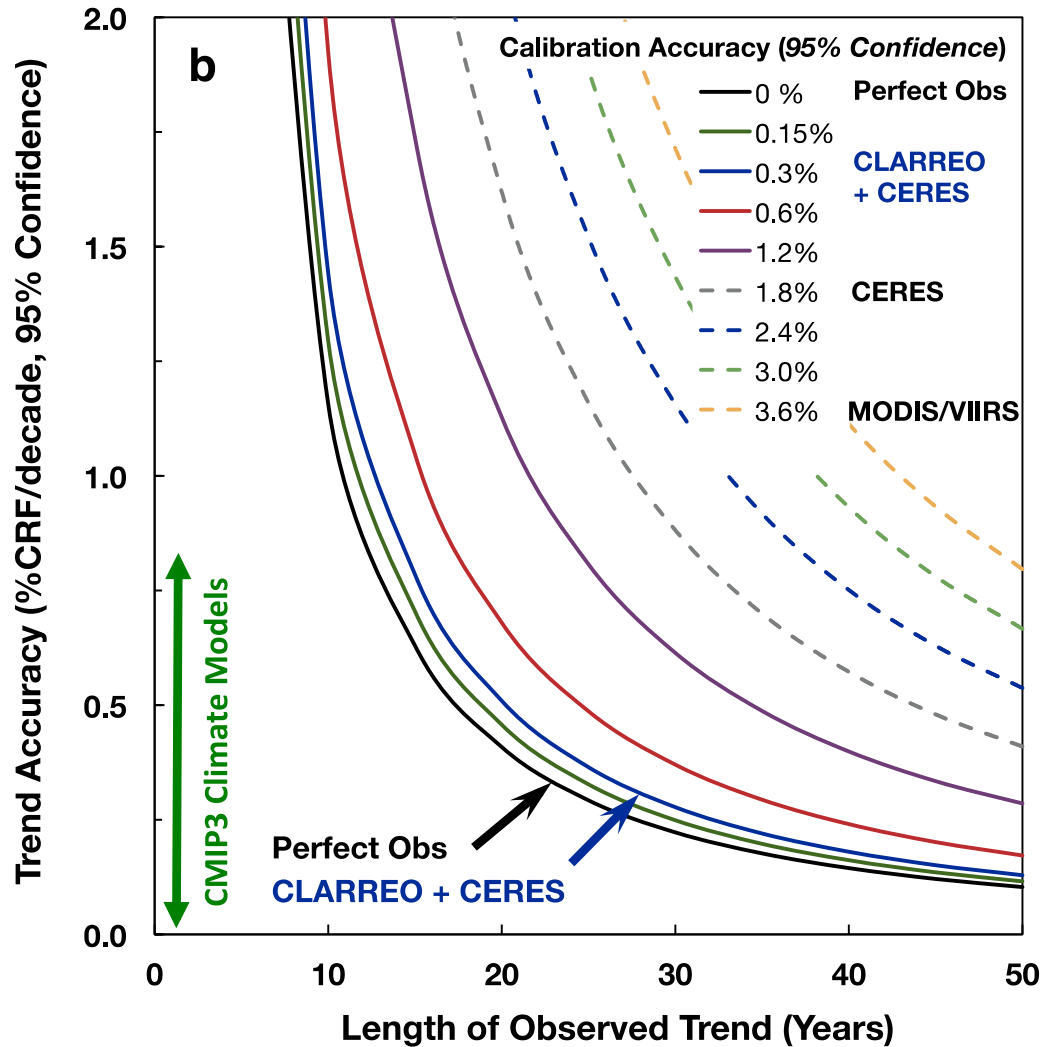 b
Calibration Accuracy (95% Confidence)
0 % Perfect Obs
0.15%
0.3% CLARREO
+ CERES
0.6%
1.2%
1.8% CERES
2.4%
3.0%
3.6% MODIS/VIIRS
Trend Accuracy (%CRF/decade, 95% Confidence)
2.0
1.5
1.0
0.5
0.0
CMIP3 Climate Models
Perfect Obs
CLARREO + CERES
0 10 20 30 40 50
Length of Observed Trend (Years)